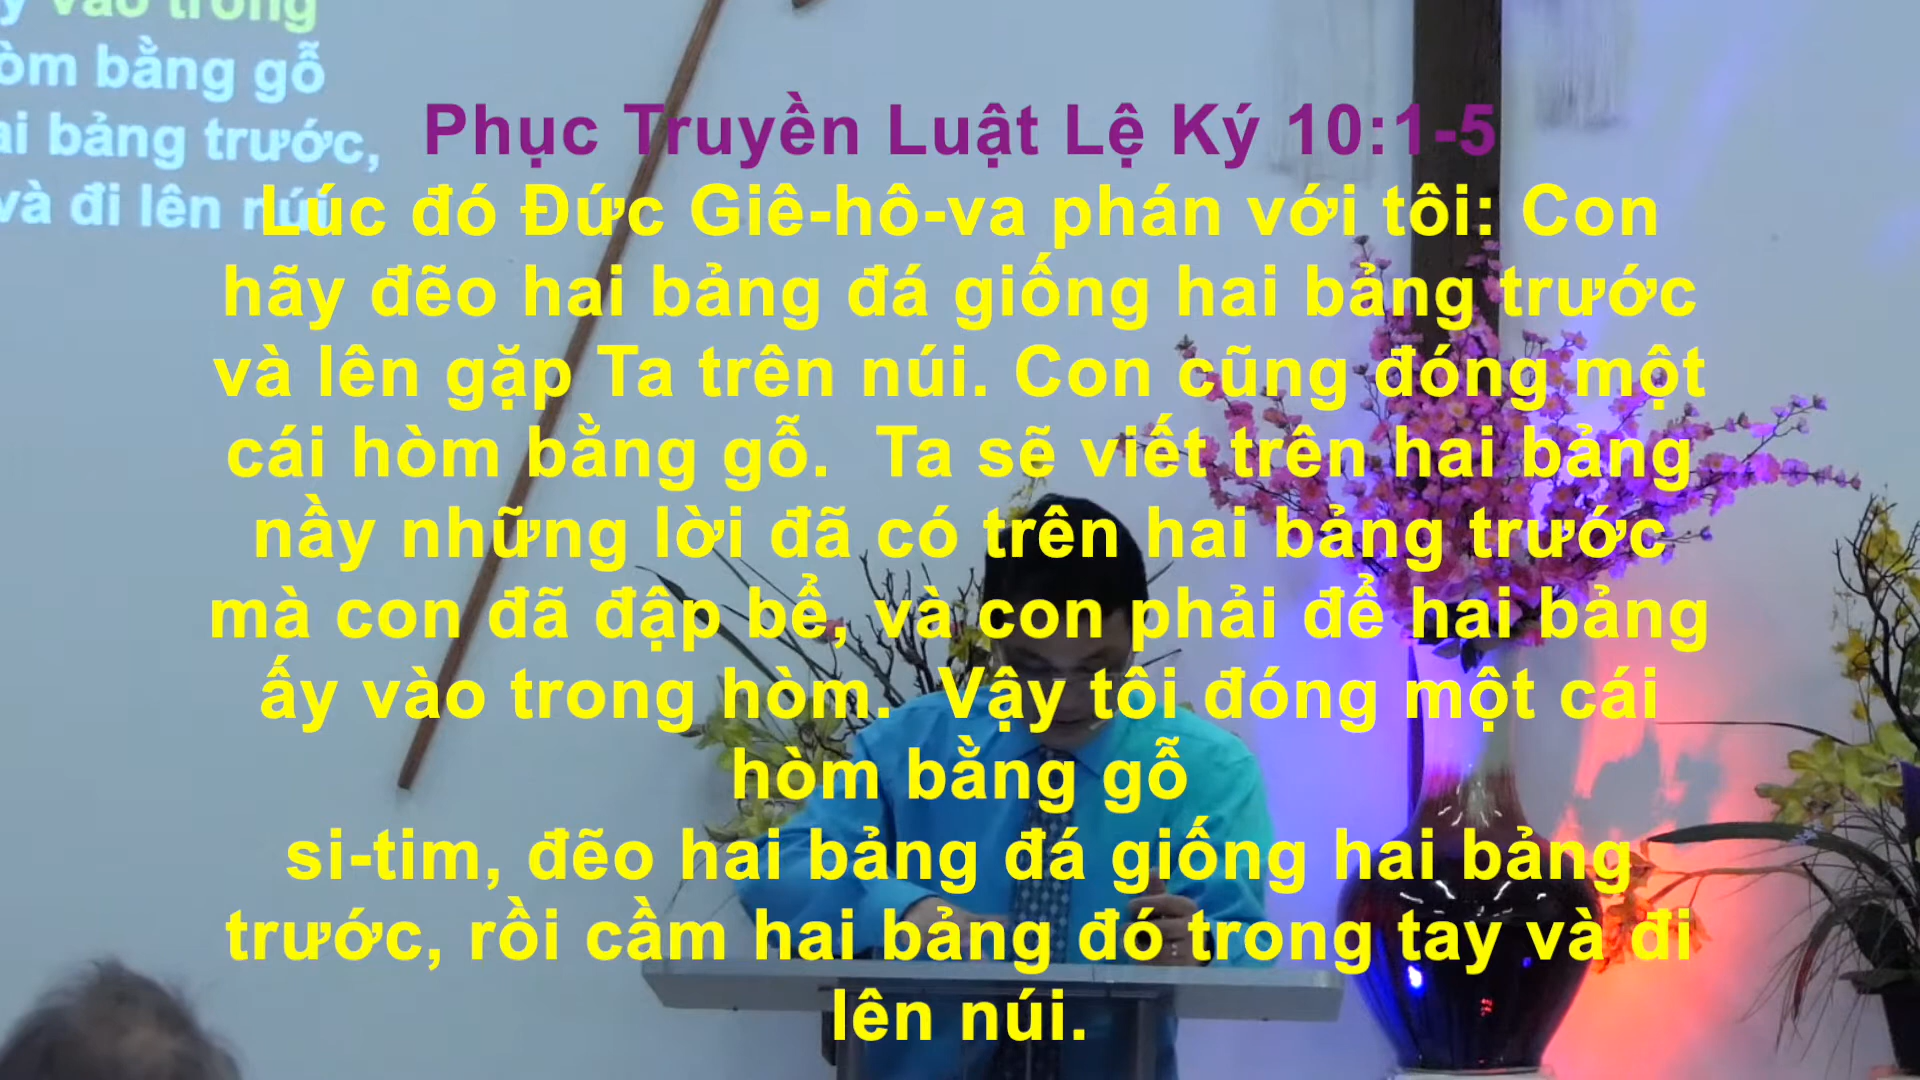 vào trong
bằng gỗ
bảng trước,
và đi lên núi
Phục Truyền Luật Lệ Ký 10:1-5
Lúc đó Đức Giê-hô-va phán với tôi: Con
hãy đẽo hai bảng đá giống hai bảng trước
và lên gặp Ta trên núi. Con cũng đóng một
cái hòm bằng gỗ. Ta sẽ viết trên hai bảng
nầy những lời đã có trên hai bảng trước
mà con đã đập bể, và con phải để hai bảng
ấy vào trong hòm. Vậy tôi đóng một cái
hòm bằng gỗ
si-tim, đẽo hai bảng đá giống hai bảng
trước, rồi cầm hai bảng đó trong tay và đi
lên núi.